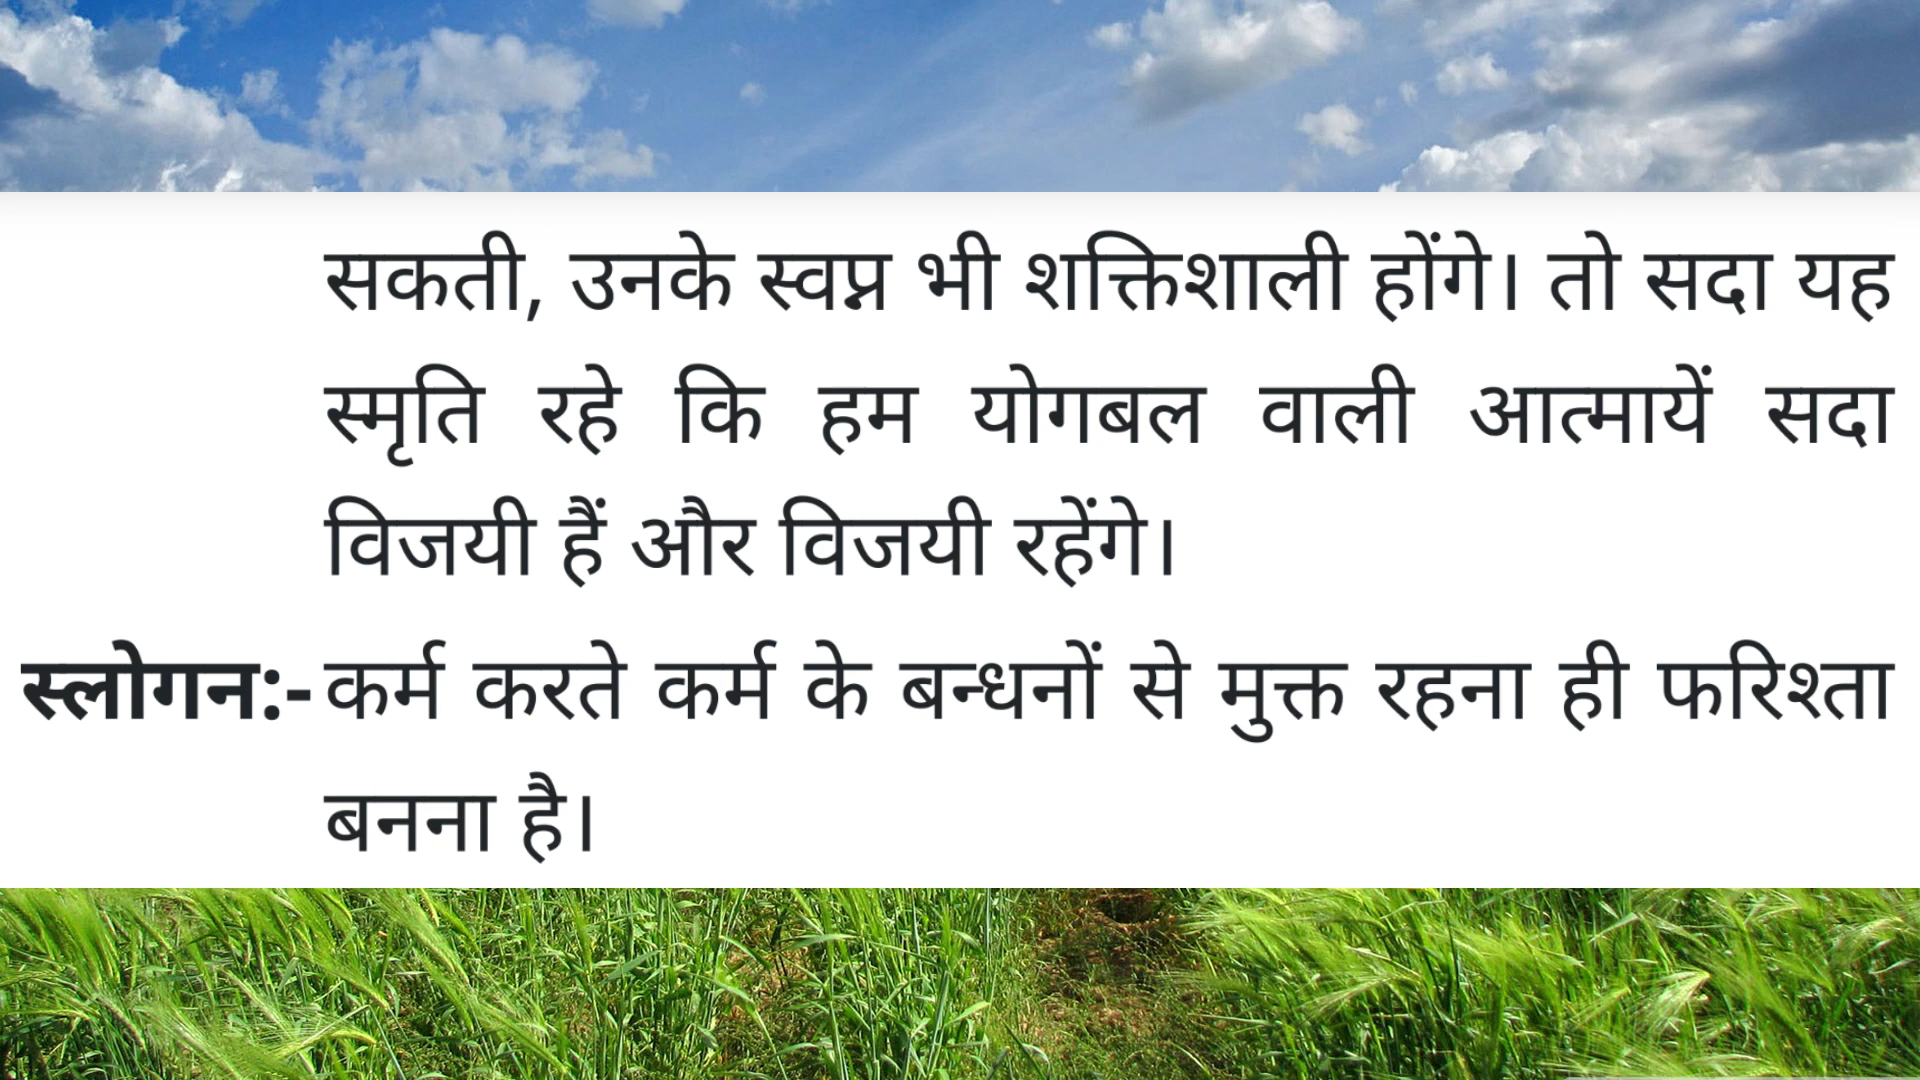 सकती, उनके स्वप्न भी शक्तिशाली होंगे। तो सदा यह
स्मृति रहे कि हम योगबल वाली आत्मायें सदा
विजयी हैं और विजयी रहेंगे।
स्लोगन:- कर्म करते कर्म के बन्धनों से मुक्त रहना ही फरिश्ता
बनना है।